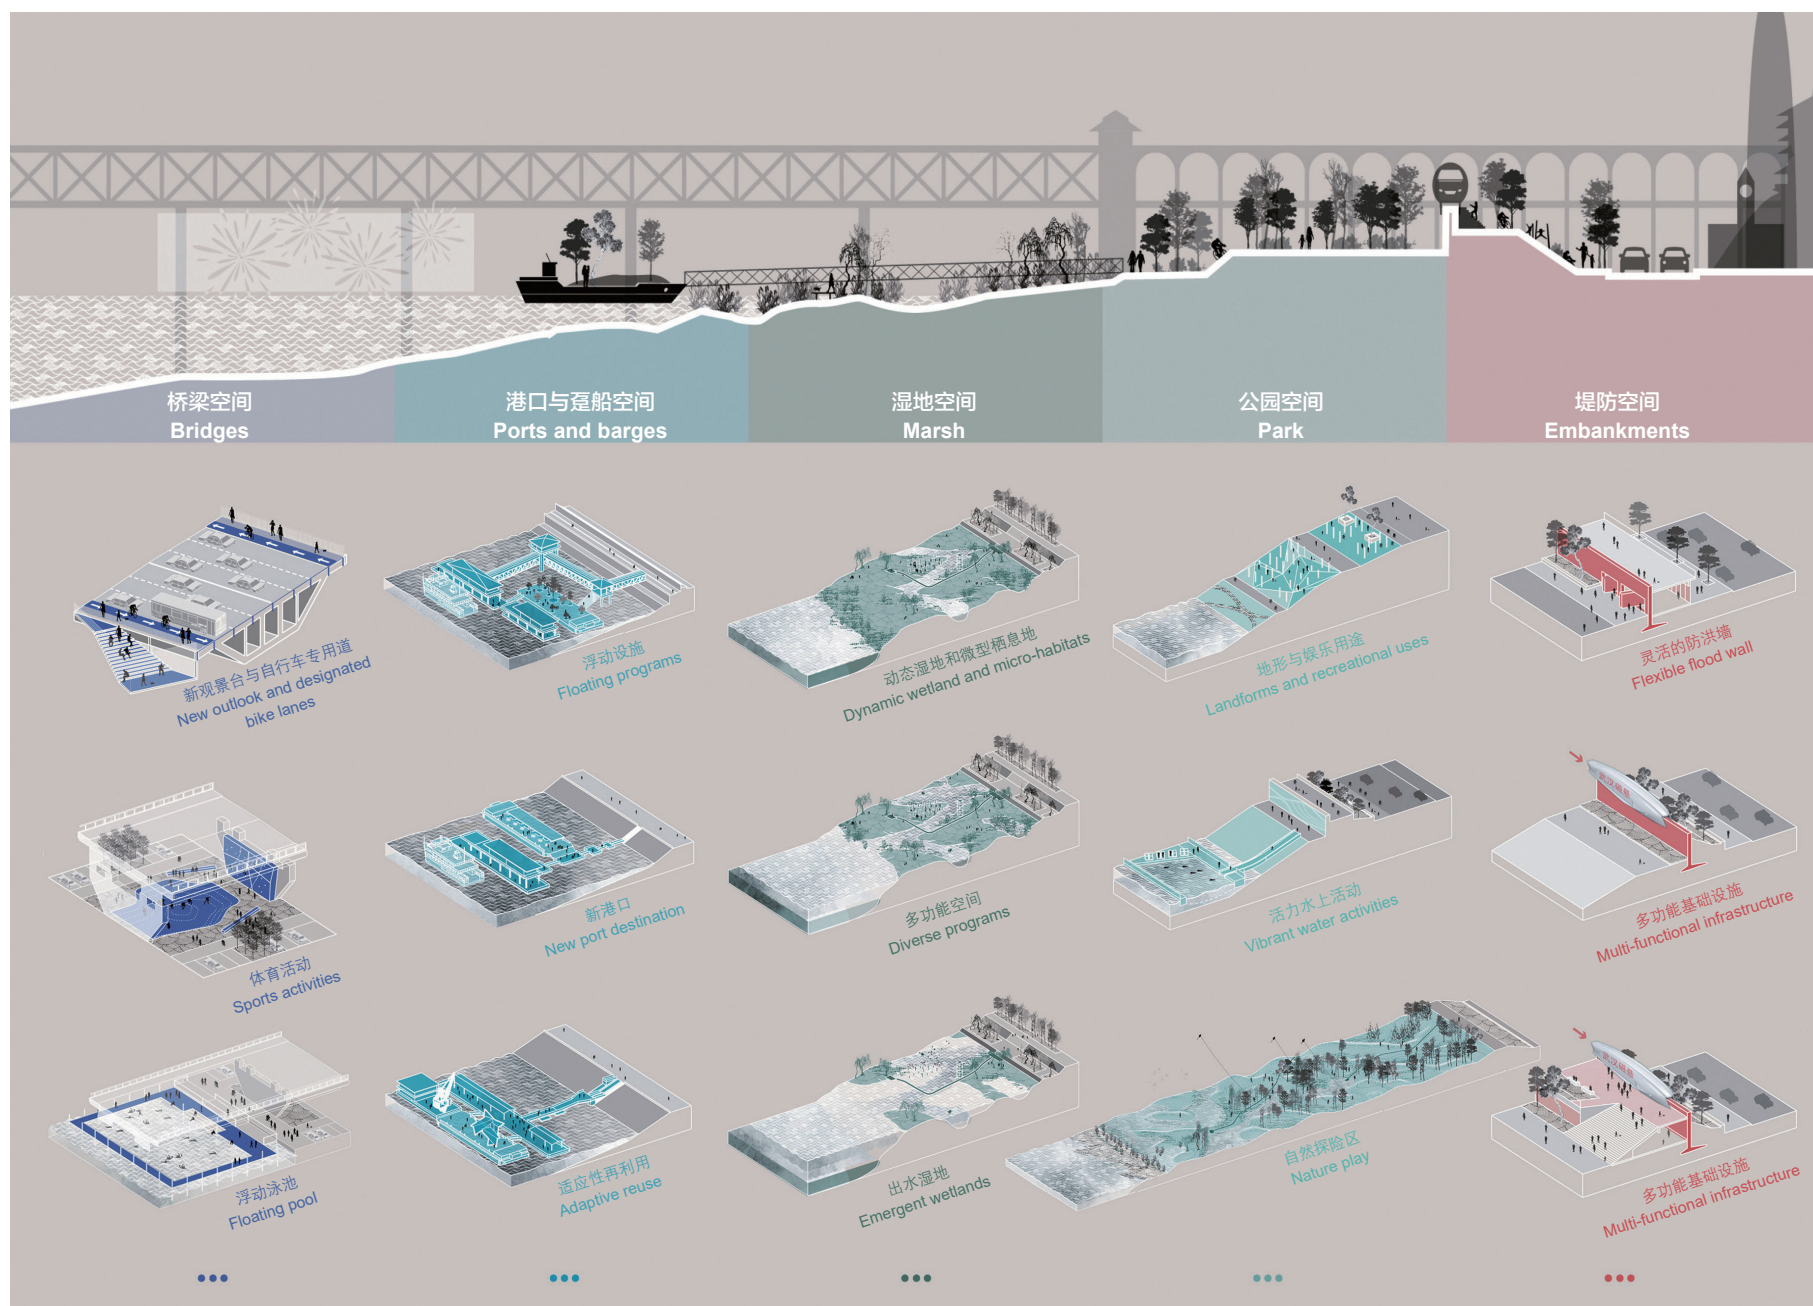 桥梁空间
Bridges
港口与趸船空间
Ports and barges
湿地空间
Marsh
公园空间
Park
堤防空间
Embankments
新观景台与自行车专用道
New outlook and designated
bike lanes
浮动设施
Floating programs
动态湿地和微型栖息地
Dynamic wetland and micro-habitats
地形与娱乐用途
Landforms and recreational uses
灵活的防洪墙
Flexible flood wall
体育活动
Sports activities
新港口
New port destination
多功能空间
Diverse programs
活力水上活动
Vibrant water activities
多功能基础设施
Multi-functional infrastructure
浮动泳池
Floating pool
适应性再利用
Adaptive reuse
出水湿地
Emergent wetlands
自然探险区
Nature play
多功能基础设施
Multi-functional infrastructure